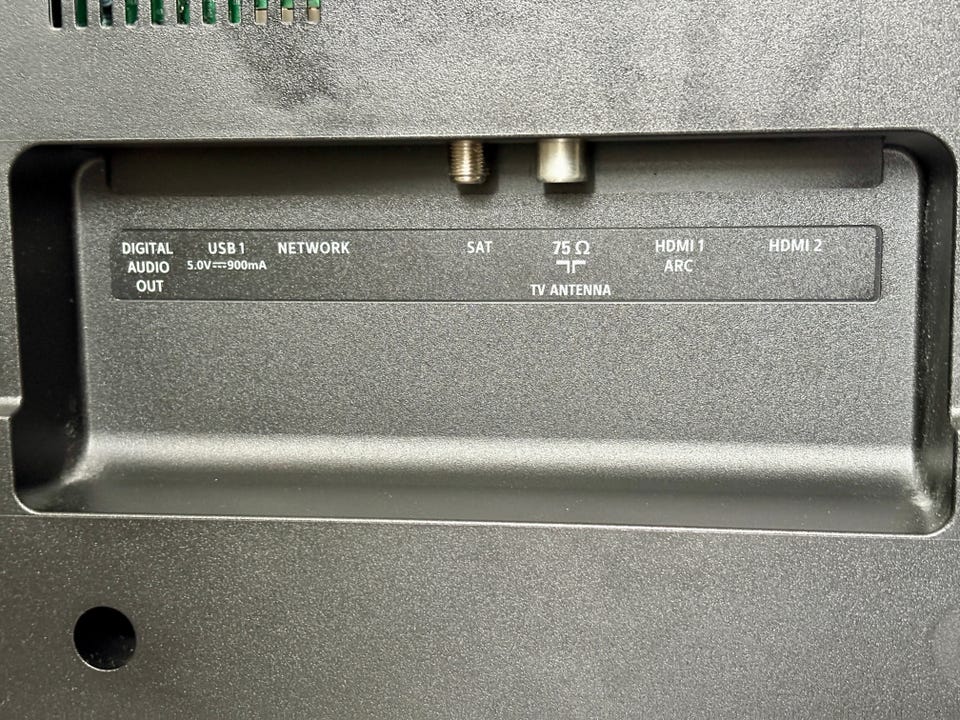 DIGITAL
AUDIO
OUT
USB 1
5.0V⎓900mA
NETWORK
SAT
75 Ω
TV ANTENNA
HDMI 1
ARC
HDMI 2